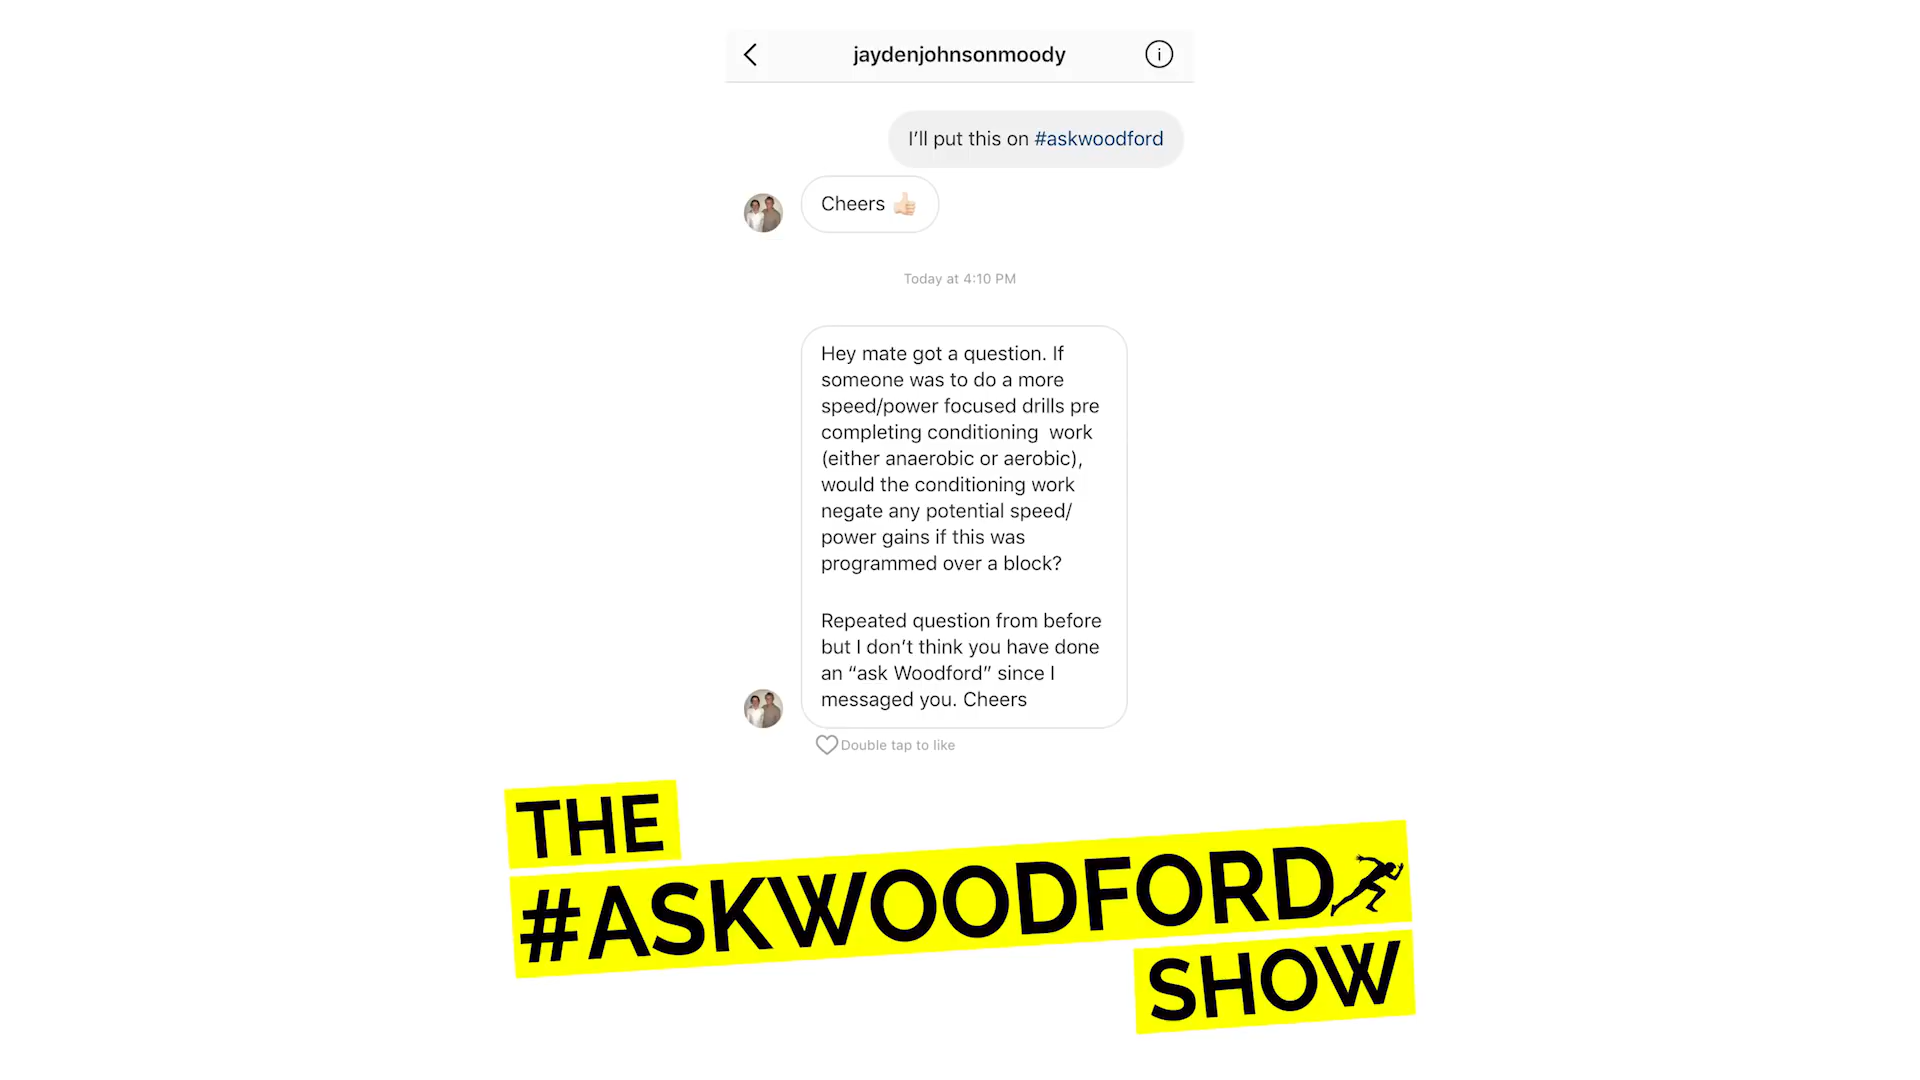 jaydenjohnsonmoody
I'll put this on #askwoodford
Cheers 👍🏻
Today at 4:10 PM
Hey mate got a question. If
someone was to do a more
speed/power focused drills pre
completing conditioning  work
(either anaerobic or aerobic),
would the conditioning work
negate any potential speed/
power gains if this was
programmed over a block?
Repeated question from before
but I don't think you have done
an “ask Woodford” since I
messaged you. Cheers
Double tap to like
THE
#ASKWOODFORD
SHOW